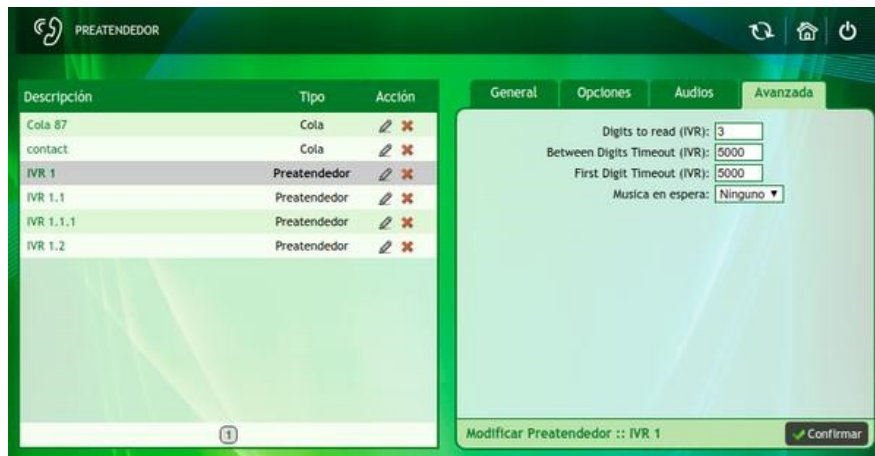 PREATENDEDOR
Descripción Tipo Acción
Cola 87 Cola
contact Cola
IVR 1 Preatendedor
IVR 1.1 Preatendedor
IVR 1.1.1 Preatendedor
IVR 1.2 Preatendedor
1
General Opciones Audios Avanzada
Digits to read (IVR): 3
Between Digits Timeout (IVR): 5000
First Digit Timeout (IVR): 5000
Musica en espera: Ninguno
Modificar Preatendedor :: IVR 1 Confirmar